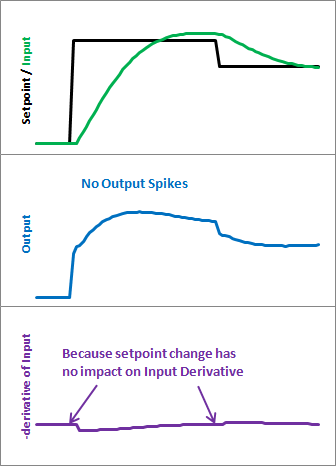 Setpoint / Input
No Output Spikes
Output
Because setpoint change has
no impact on Input Derivative
-derivative of Input